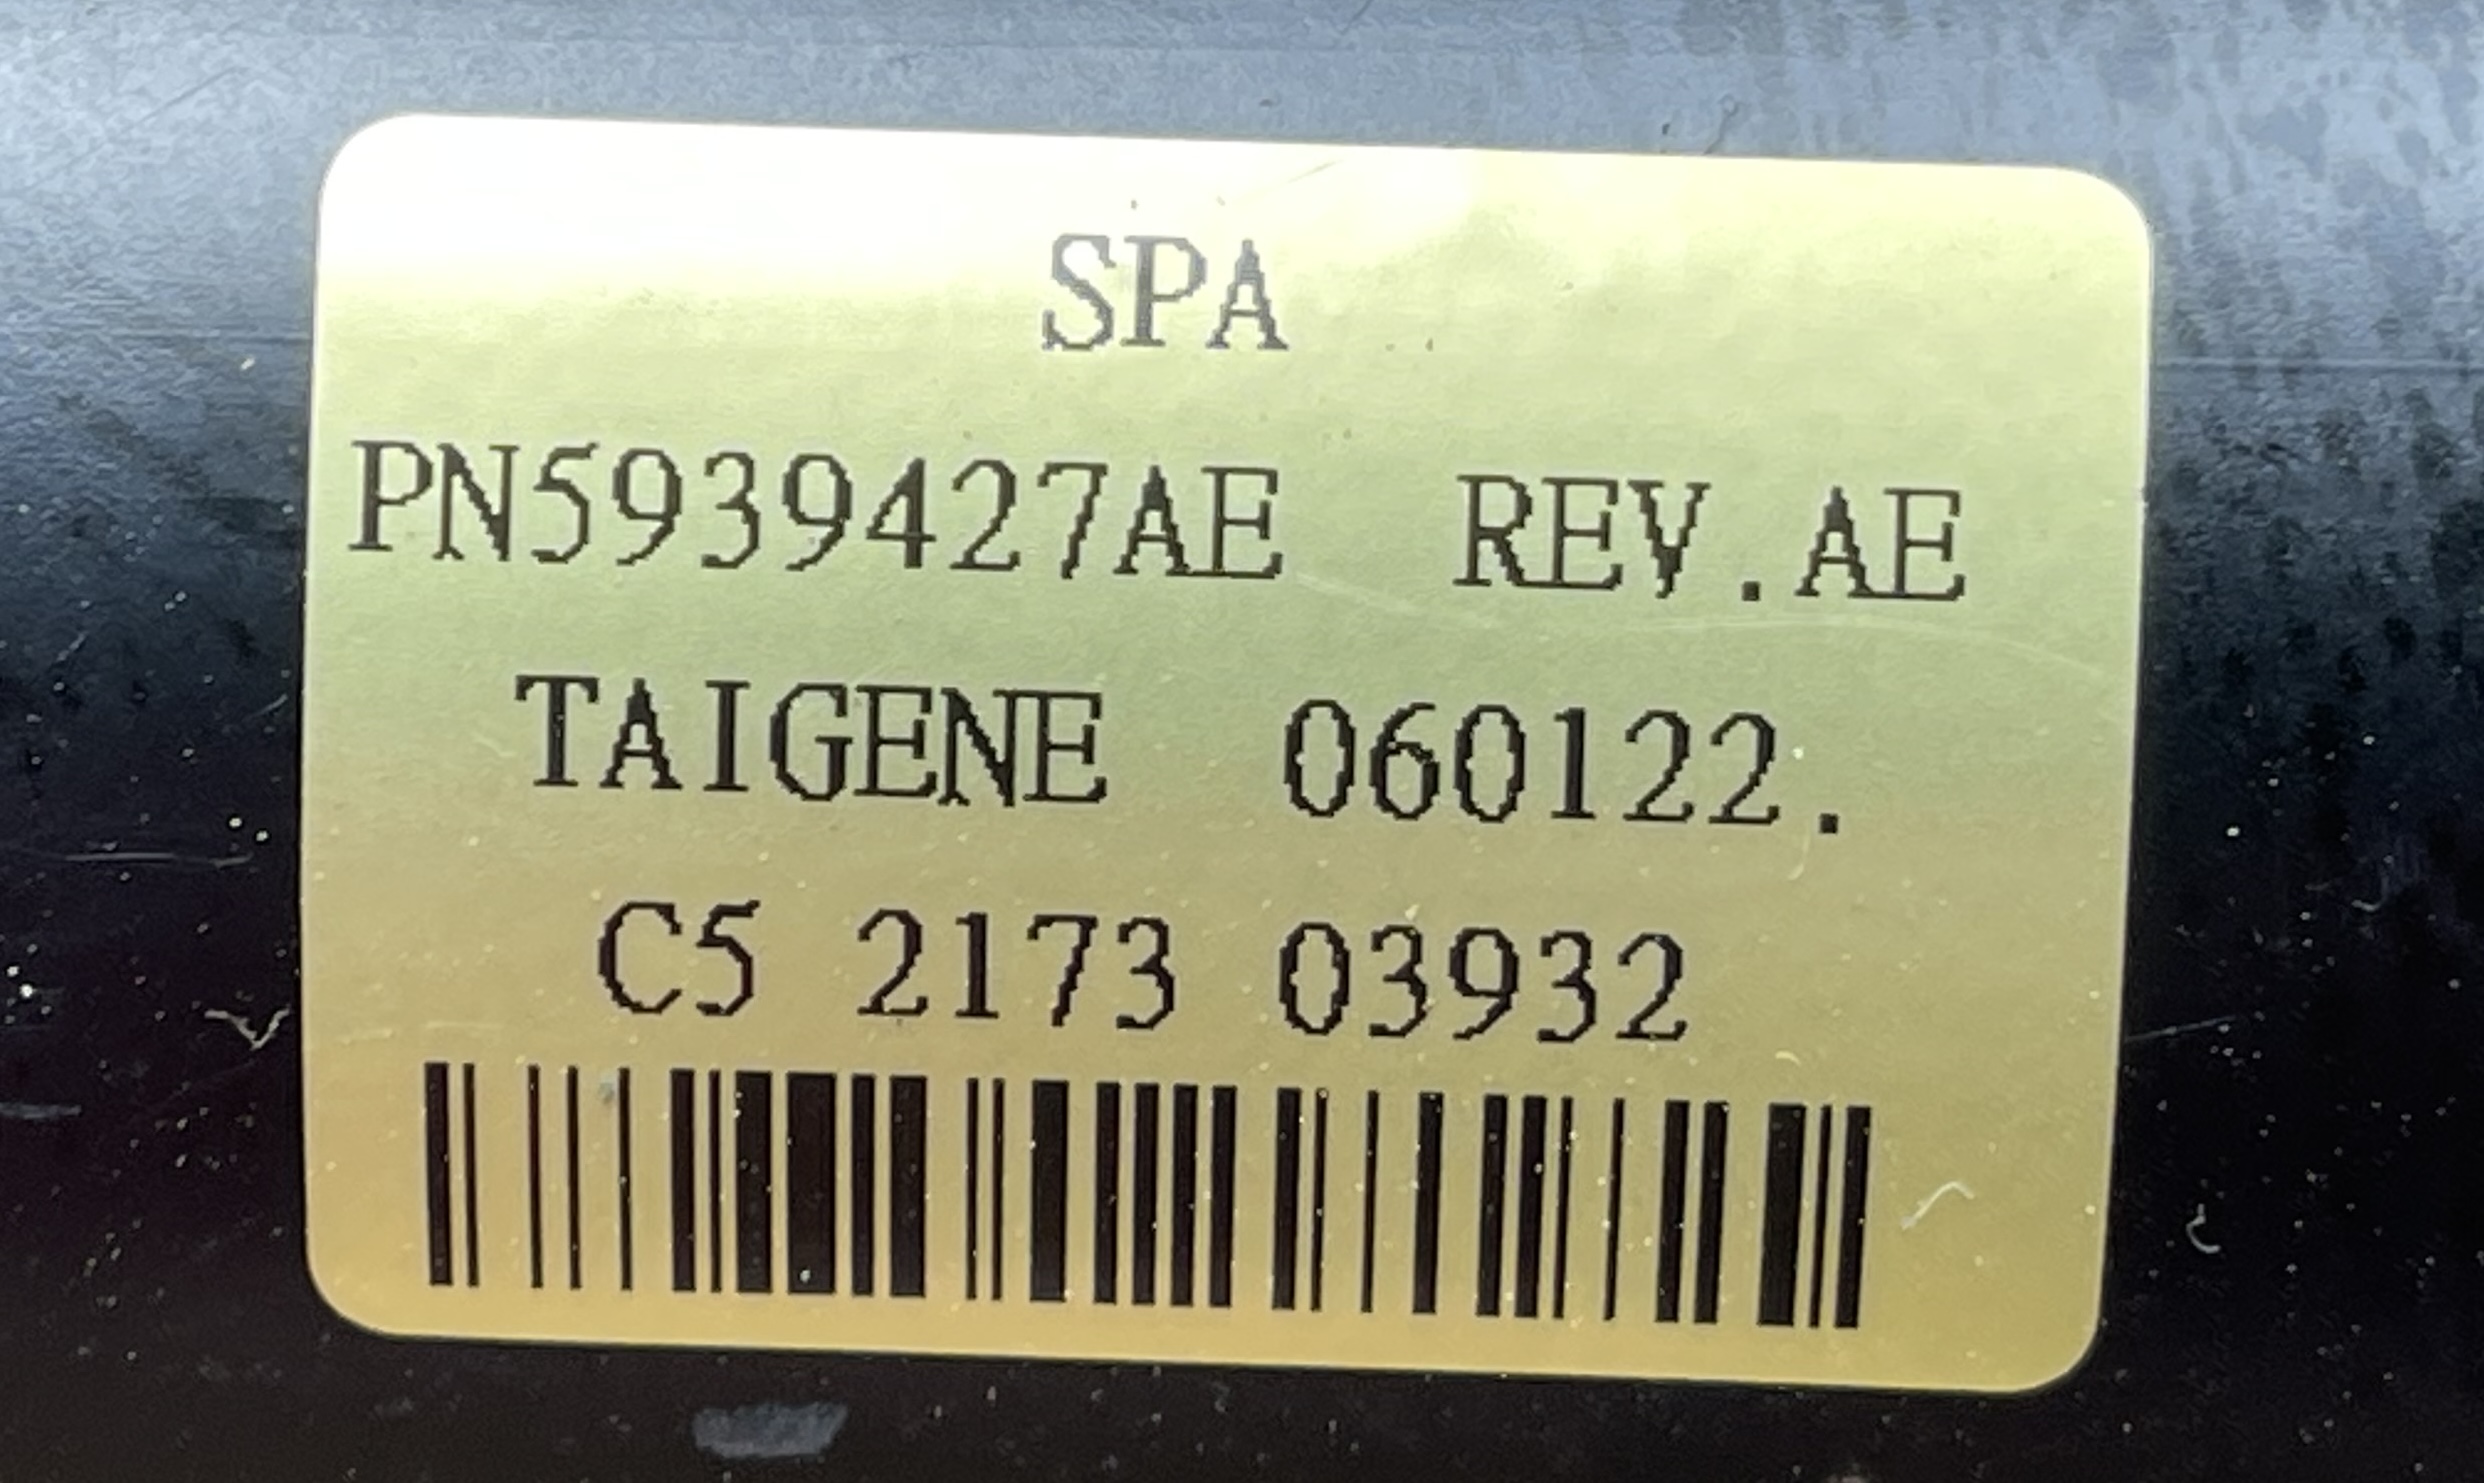 SPA
PN5939427AE REV.AE
TAIGENE 060122.
C5 2173 03932